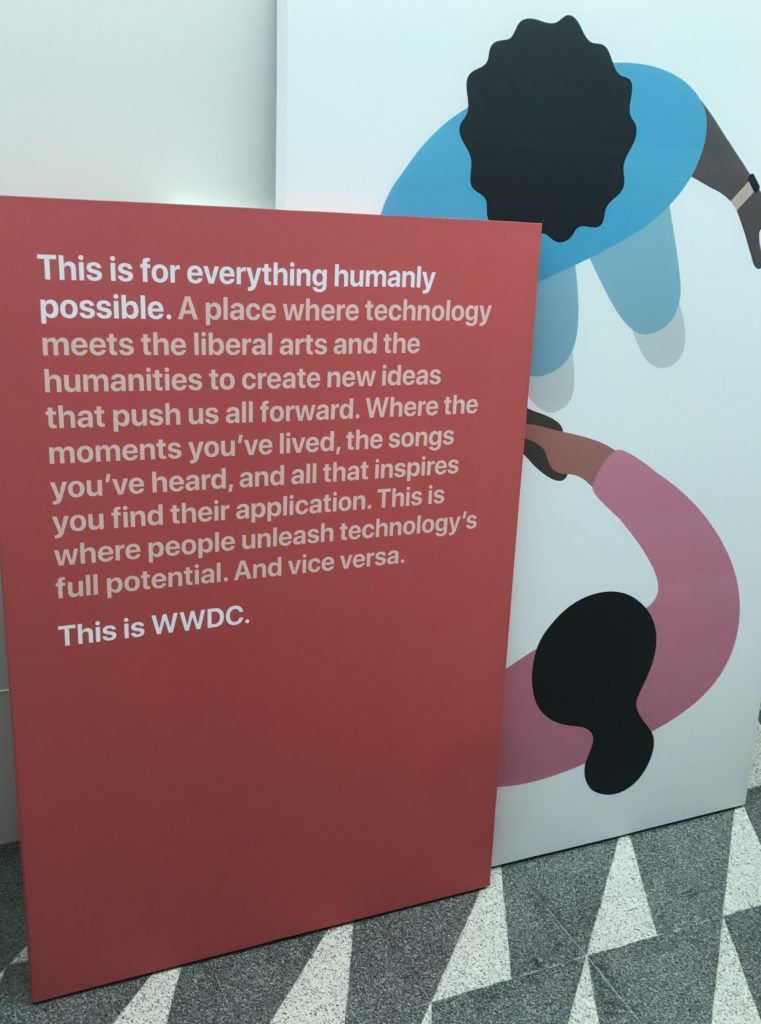 This is for everything humanly
possible. A place where technology
meets the liberal arts and the
humanities to create new ideas
that push us all forward. Where the
moments you’ve lived, the songs
you’ve heard, and all that inspires
you find their application. This is
where people unleash technology’s
full potential. And vice versa.
This is WWDC.